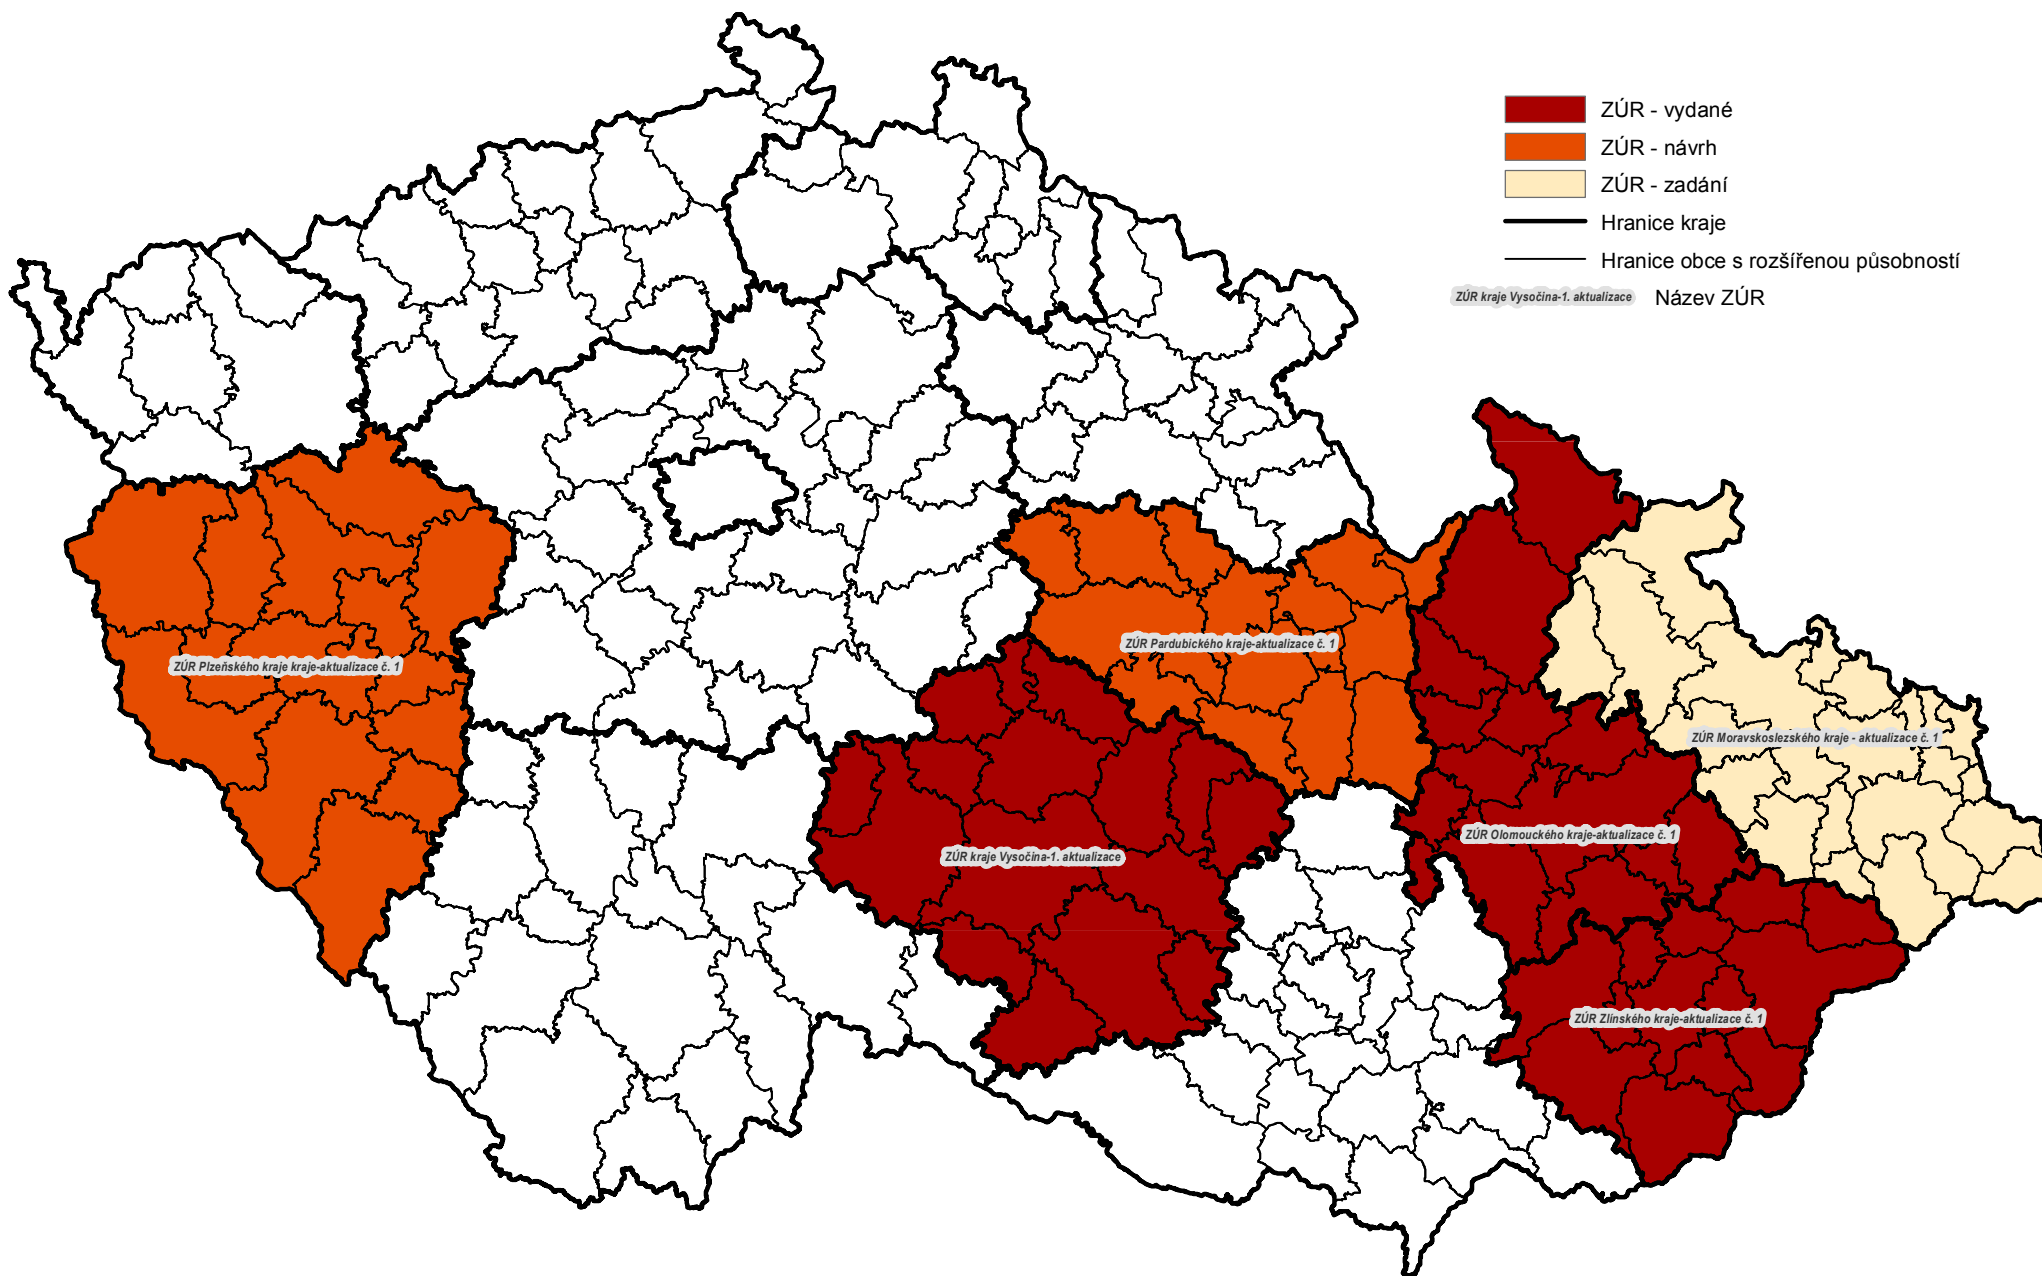 ZÚR - vydané
ZÚR - návrh
ZÚR - zadání
Hranice kraje
Hranice obce s rozšířenou působností
ZÚR kraje Vysočina-1. aktualizace Název ZÚR
ZÚR Pardubického kraje-aktualizace č. 1
ZÚR Plzeňského kraje kraje-aktualizace č. 1
ZÚR Moravskoslezského kraje - aktualizace č. 1
ZÚR Olomouckého kraje-aktualizace č. 1
ZÚR kraje Vysočina-1. aktualizace
ZÚR Zlínského kraje-aktualizace č. 1